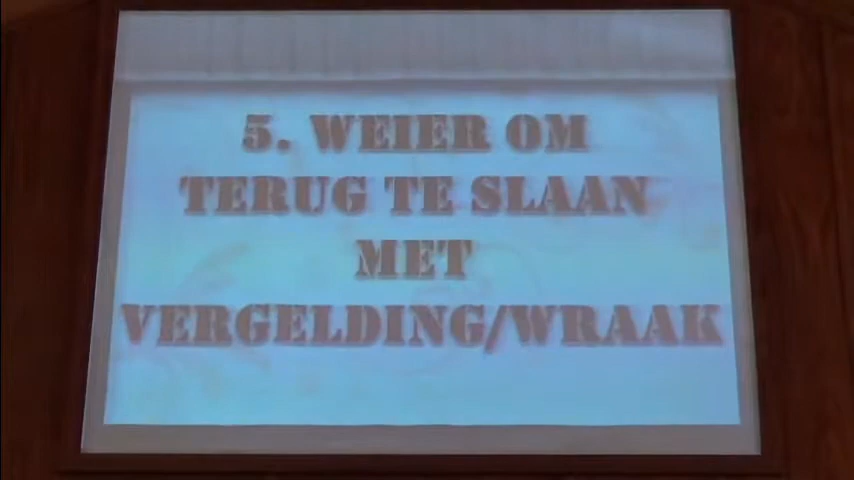 5. WEIER OM
TERUG TE SLAAN
MET
VERGELDING/WRAAK